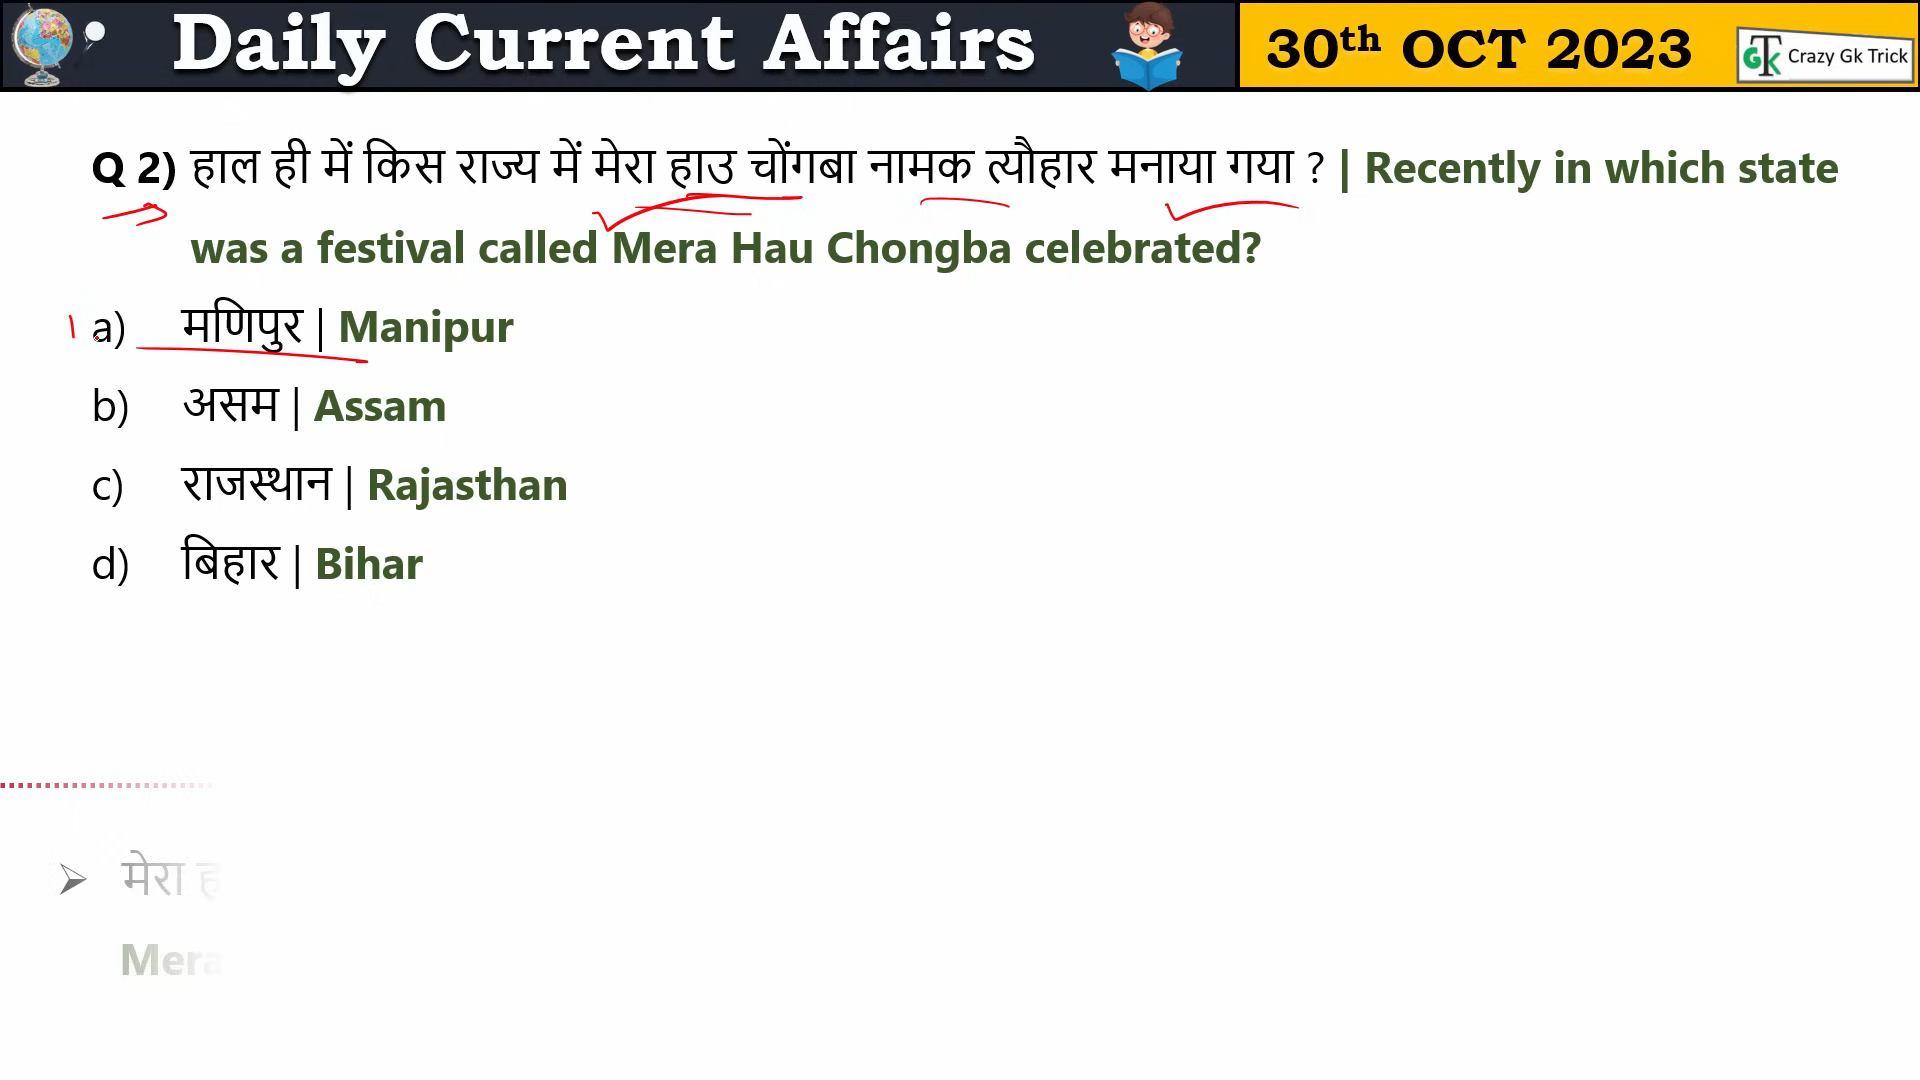 Daily Current Affairs
30th OCT 2023
GTK Crazy Gk Trick
Q 2) हाल ही में किस राज्य में मेरा हाउ चोंगबा नामक त्यौहार मनाया गया ? | Recently in which state
was a festival called Mera Hau Chongba celebrated?
a) मणिपुर | Manipur
b) असम | Assam
c) राजस्थान | Rajasthan
d) बिहार | Bihar
➢ मेरा ह
Mera